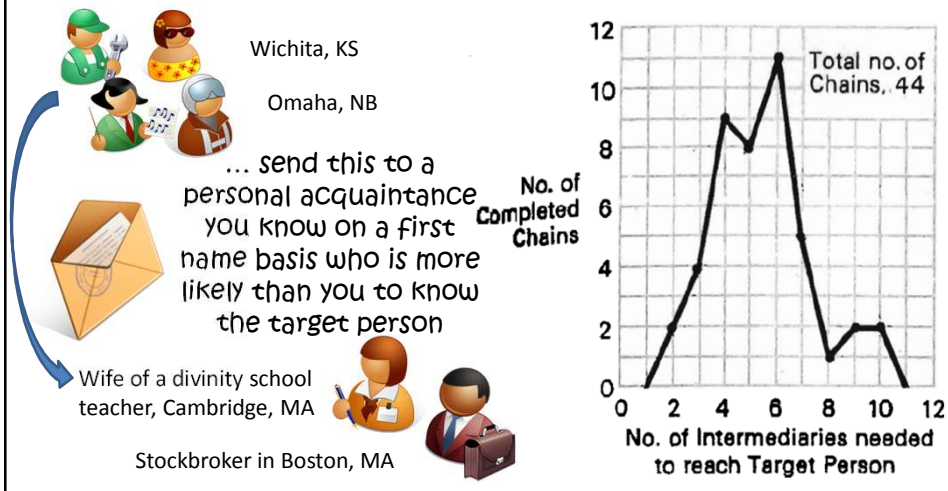 Wichita, KS
Omaha, NB
... send this to a
personal acquaintance
you know on a first
name basis who is more
likely than you to know
the target person
Wife of a divinity school
teacher, Cambridge, MA
Stockbroker in Boston, MA
12
10
8
6
4
2
0
No. of
Completed
Chains
Total no. of
Chains, 44
0 2 4 6 8 10 12
No. of Intermediaries needed
to reach Target Person